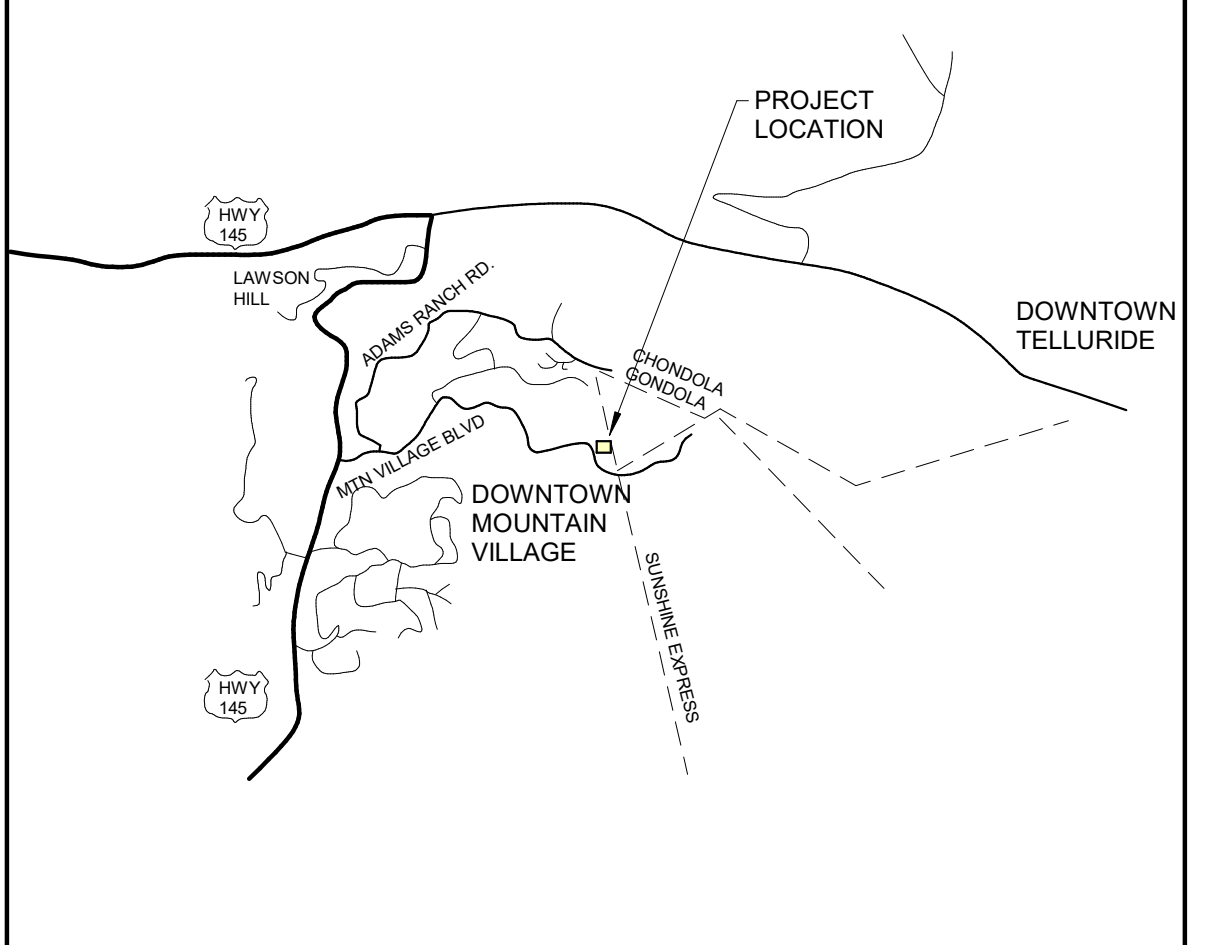 PROJECT
LOCATION
HWY
145
LAWSON
HILL
ADAMS RANCH RD.
DOWNTOWN
TELLURIDE
CHONDOLA
GONDOLA
MTN VILLAGE BLVD
DOWNTOWN
MOUNTAIN
VILLAGE
SUNSHINE EXPRESS
HWY
145